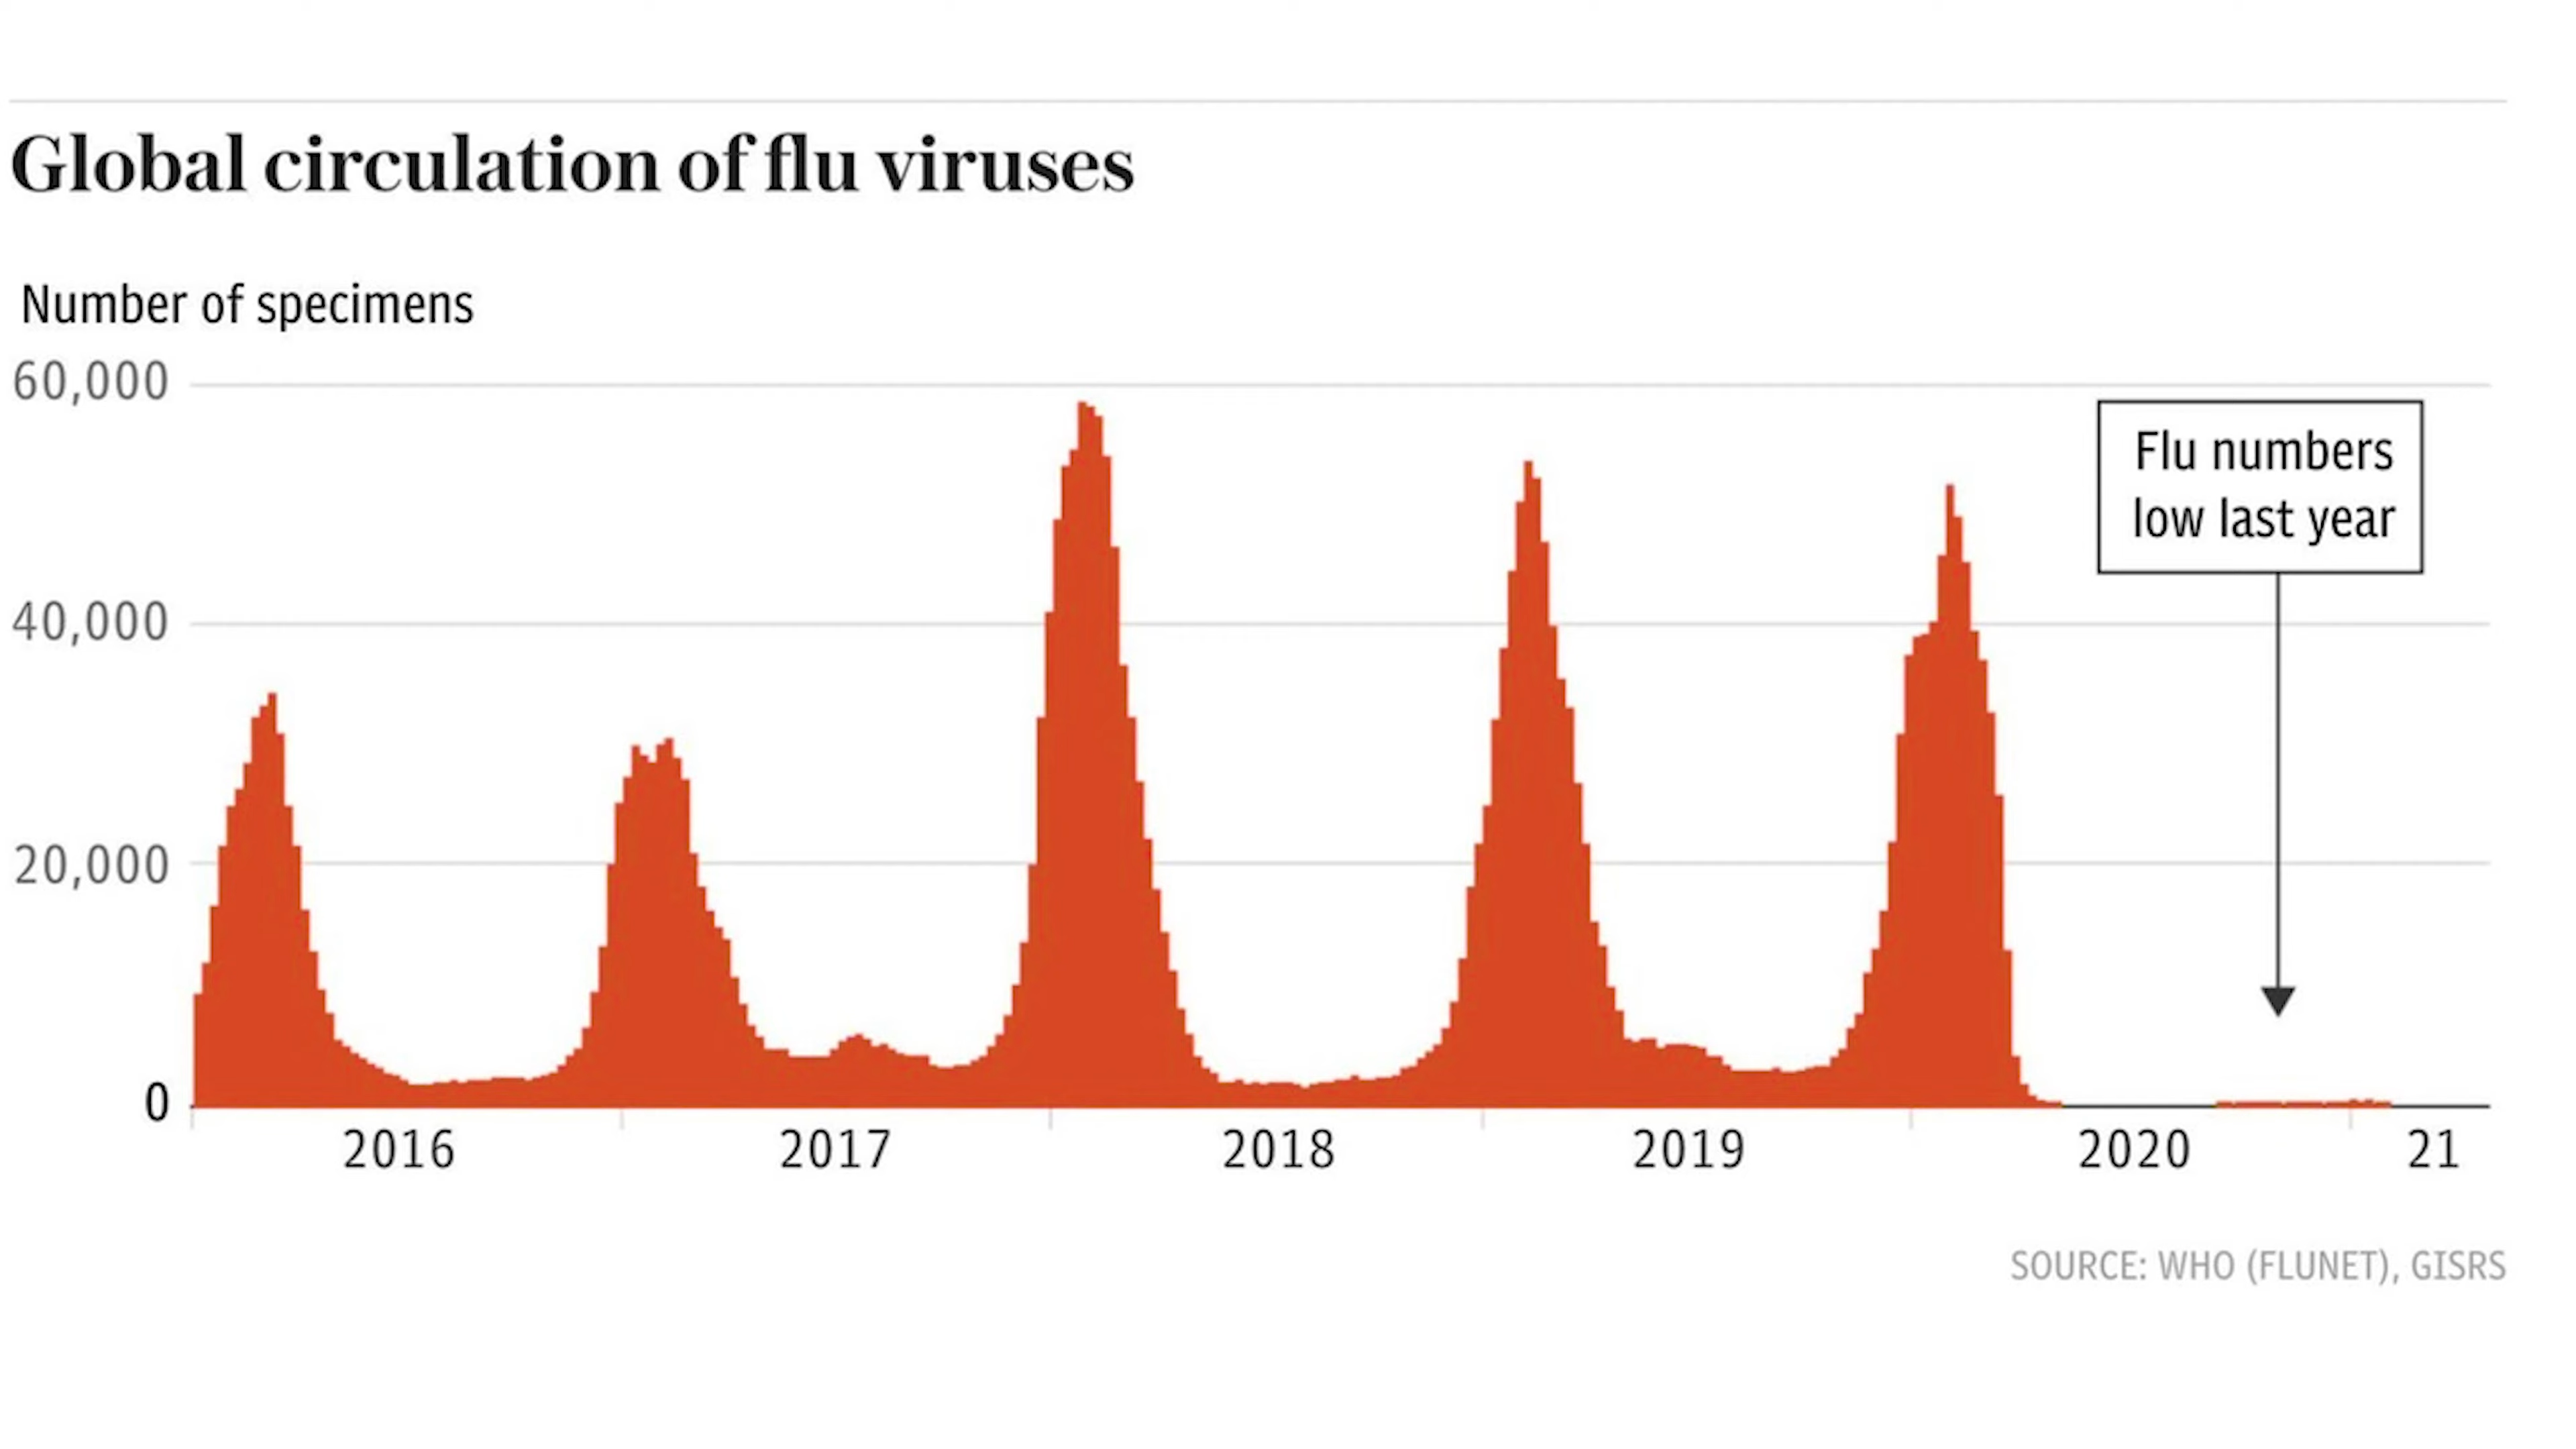 Global circulation of flu viruses
Number of specimens
60,000
Flu numbers
low last year
40,000
20,000
0
2016 2017 2018 2019 2020 21
SOURCE: WHO (FLUNET), GISRS